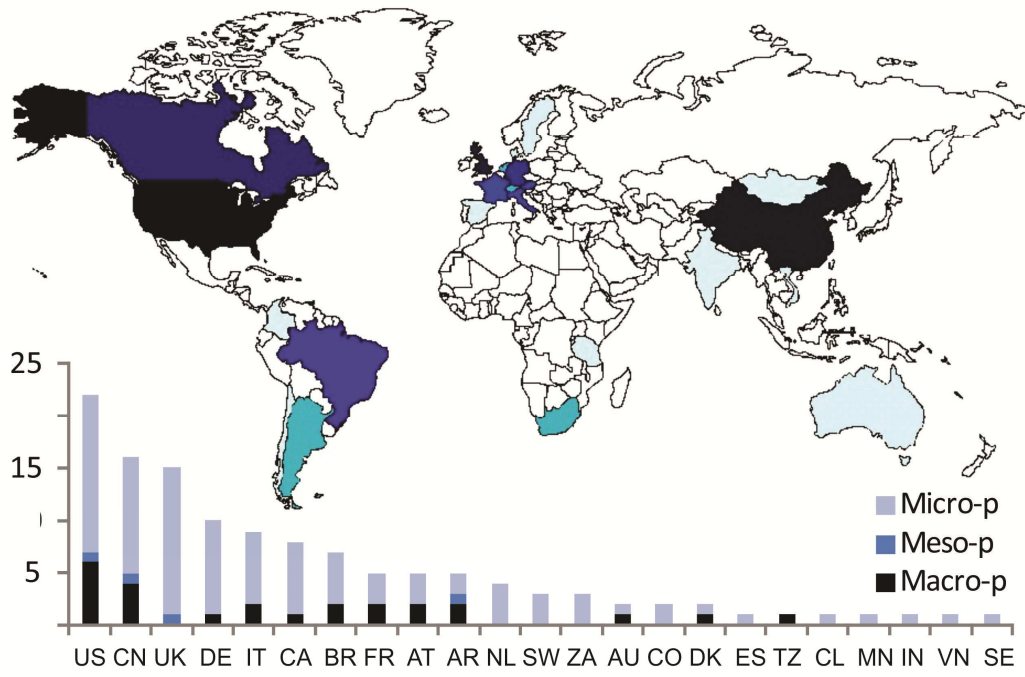 25
15
)
5
Micro-p
Meso-p
Macro-p
US CN UK DE IT CA BR FR AT AR NL SW ZA AU CO DK ES TZ CL MN IN VN SE